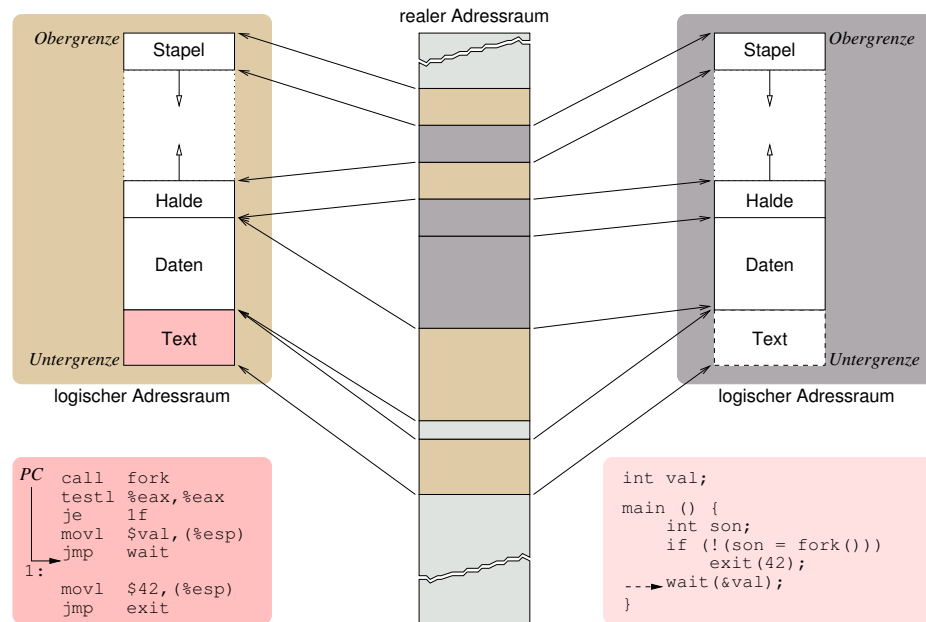 realer Adressraum
Obergrenze
Stapel
Halde
Daten
Text
Untergrenze
logischer Adressraum
Stapel
Obergrenze
Halde
Daten
Text
Untergrenze
logischer Adressraum
PC
call fork
testl %eax,%eax
je 1f
movl $val,(%esp)
jmp wait
1:
movl $42,(%esp)
jmp exit
int val;
main () {
int son;
if (!(son = fork()))
exit(42);
wait(&val);
}